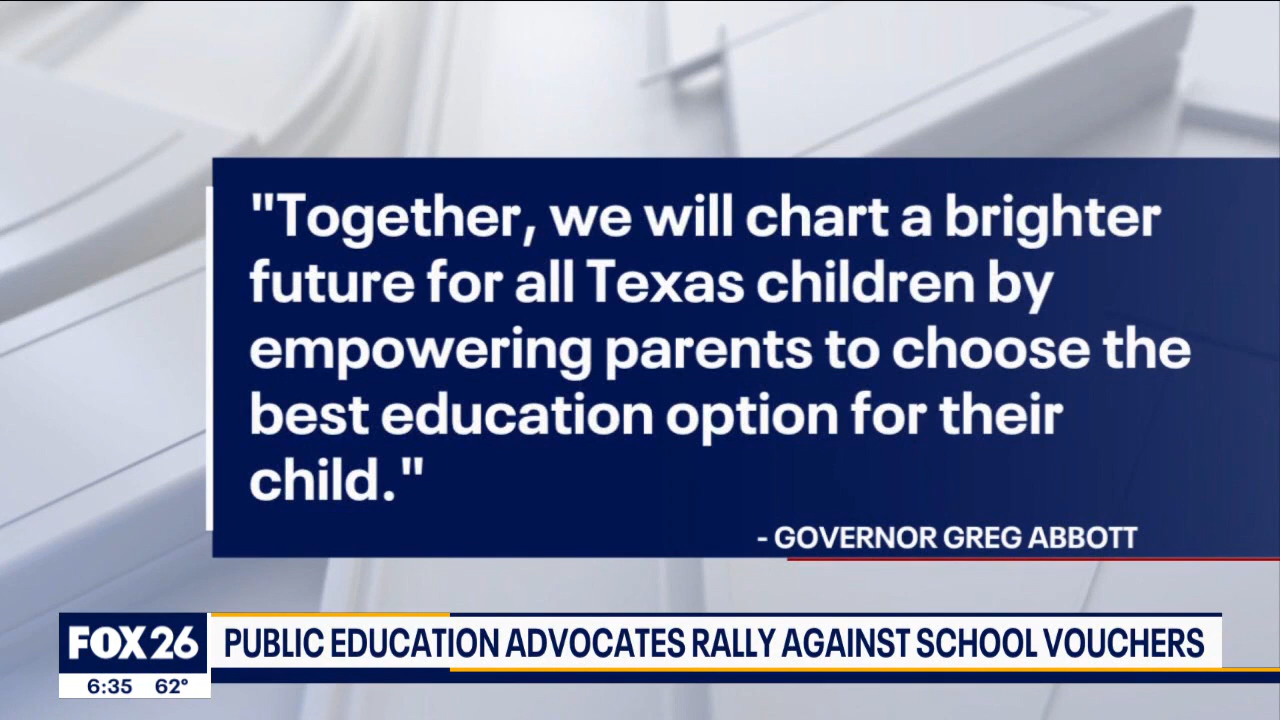 "Together, we will chart a brighter
future for all Texas children by
empowering parents to choose the
best education option for their
child."
- GOVERNOR GREG ABBOTT
FOX 26
PUBLIC EDUCATION ADVOCATES RALLY AGAINST SCHOOL VOUCHERS
6:35 62°